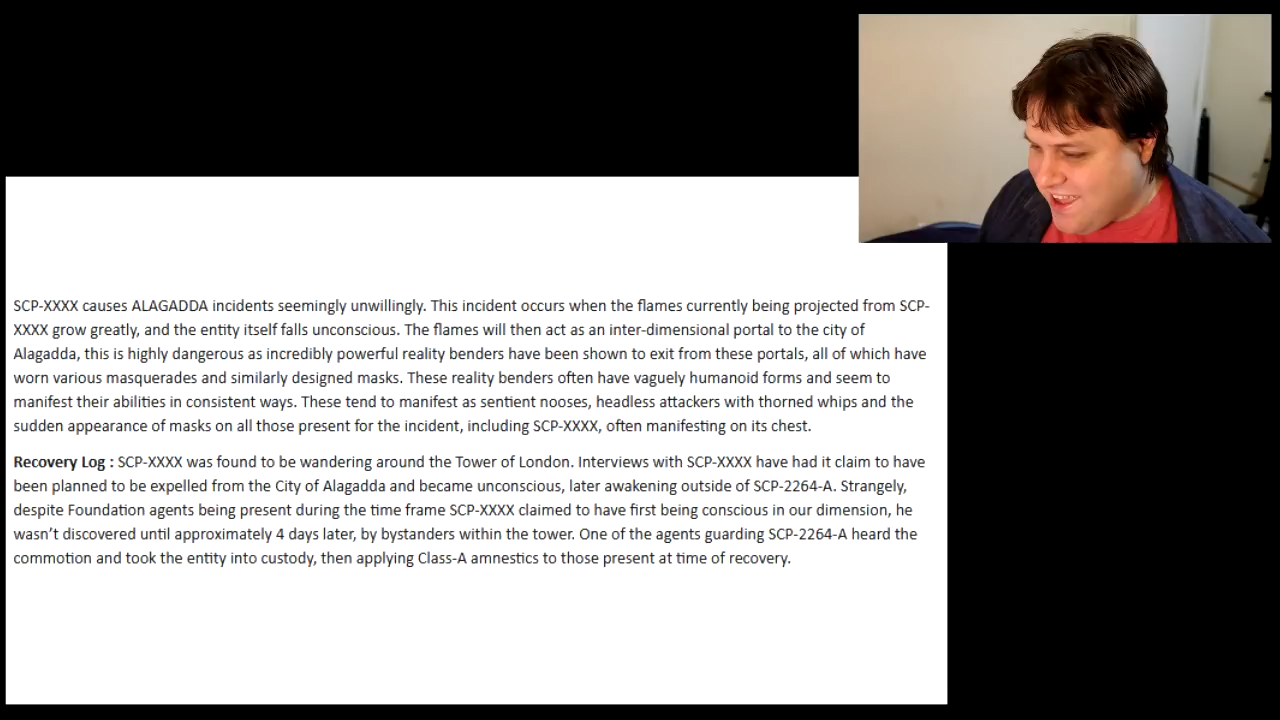 SCP-XXXX causes ALAGADDA incidents seemingly unwillingly. This incident occurs when the flames currently being projected from SCP-
XXXX grow greatly, and the entity itself falls unconscious. The flames will then act as an inter-dimensional portal to the city of
Alagadda, this is highly dangerous as incredibly powerful reality benders have been shown to exit from these portals, all of which have
worn various masquerades and similarly designed masks. These reality benders often have vaguely humanoid forms and seem to
manifest their abilities in consistent ways. These tend to manifest as sentient nooses, headless attackers with thorned whips and the
sudden appearance of masks on all those present for the incident, including SCP-XXXX, often manifesting on its chest.
Recovery Log : SCP-XXXX was found to be wandering around the Tower of London. Interviews with SCP-XXXX have had it claim to have
been planned to be expelled from the City of Alagadda and became unconscious, later awakening outside of SCP-2264-A. Strangely,
despite Foundation agents being present during the time frame SCP-XXXX claimed to have first being conscious in our dimension, he
wasn’t discovered until approximately 4 days later, by bystanders within the tower. One of the agents guarding SCP-2264-A heard the
commotion and took the entity into custody, then applying Class-A amnestics to those present at time of recovery.